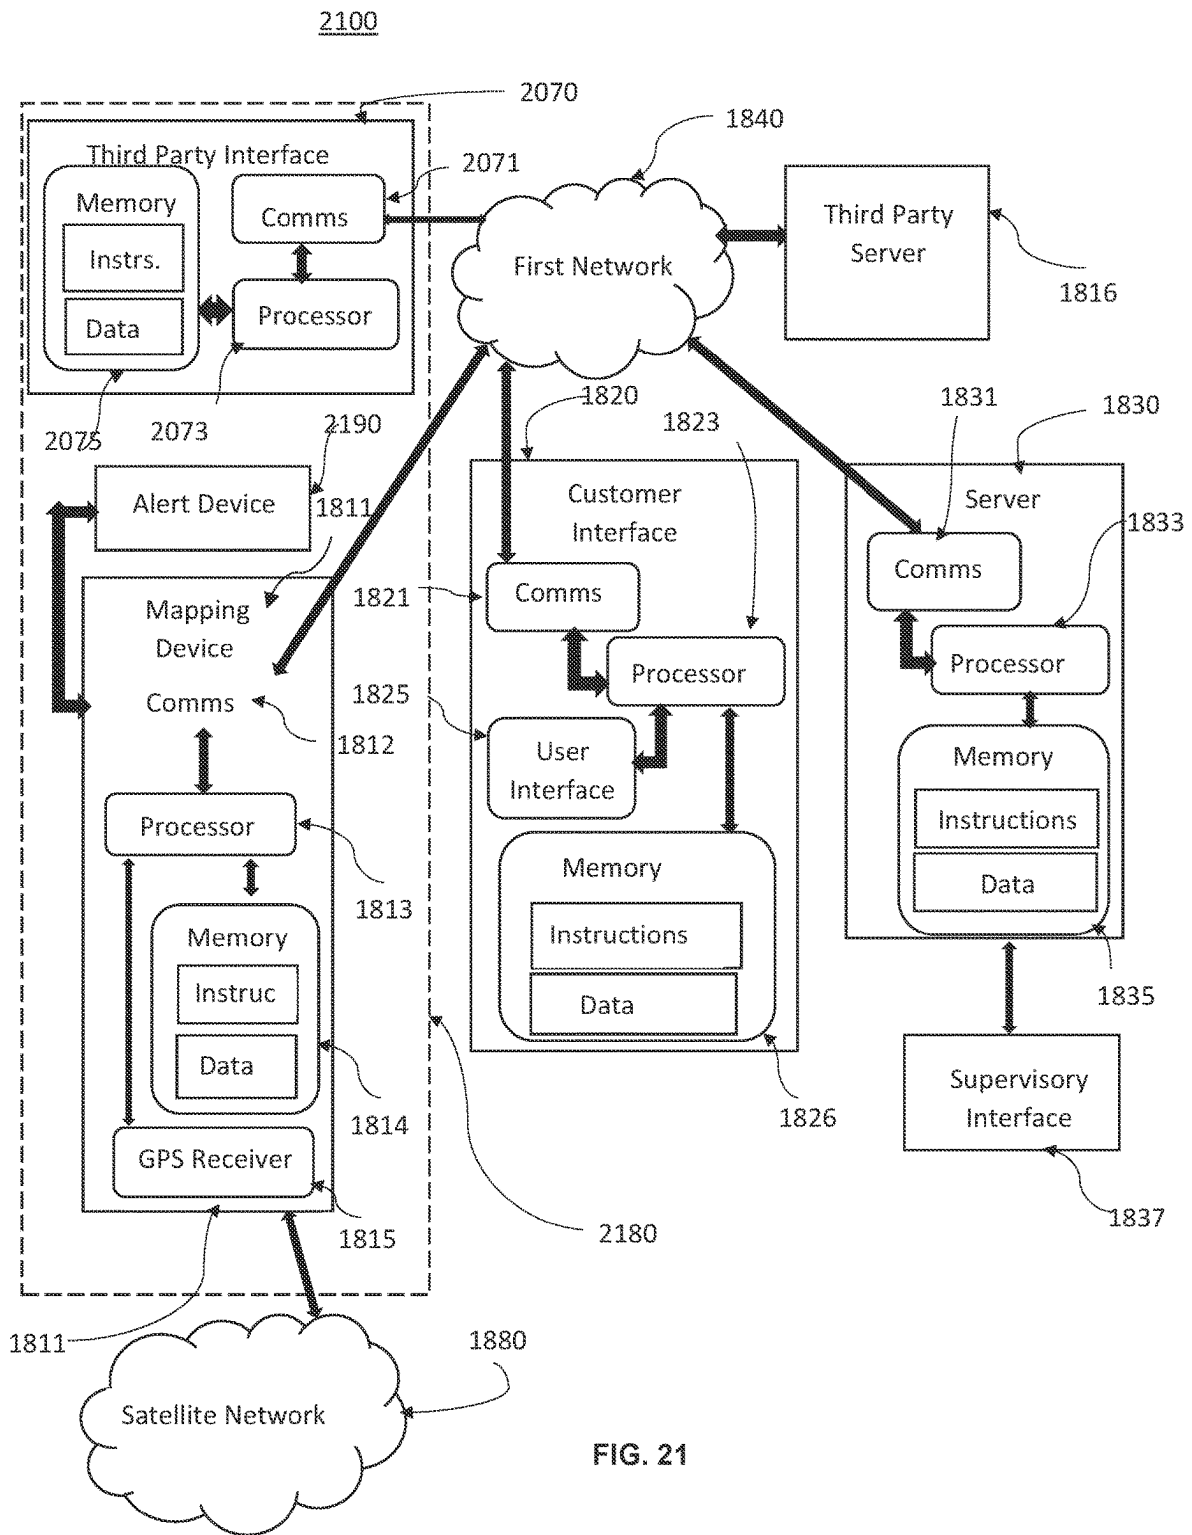 2100
2070
1840
Third Party Interface
2071
Memory
Comms
Third Party
Server
Instrs.
First Network
1816
Data
Processor
2075
2073
2190
1820
1823
1831
1830
Alert Device
1811
Customer
Interface
Server
1833
Mapping
Device
1821
Comms
Comms
Processor
Processor
Comms
1825
1812
User
Interface
Memory
Processor
Instructions
Memory
Data
1813
Memory
Instructions
1835
Instruc
Data
Data
Supervisory
Interface
1814
1826
GPS Receiver
1815
2180
1837
1811
1880
Satellite Network
FIG. 21